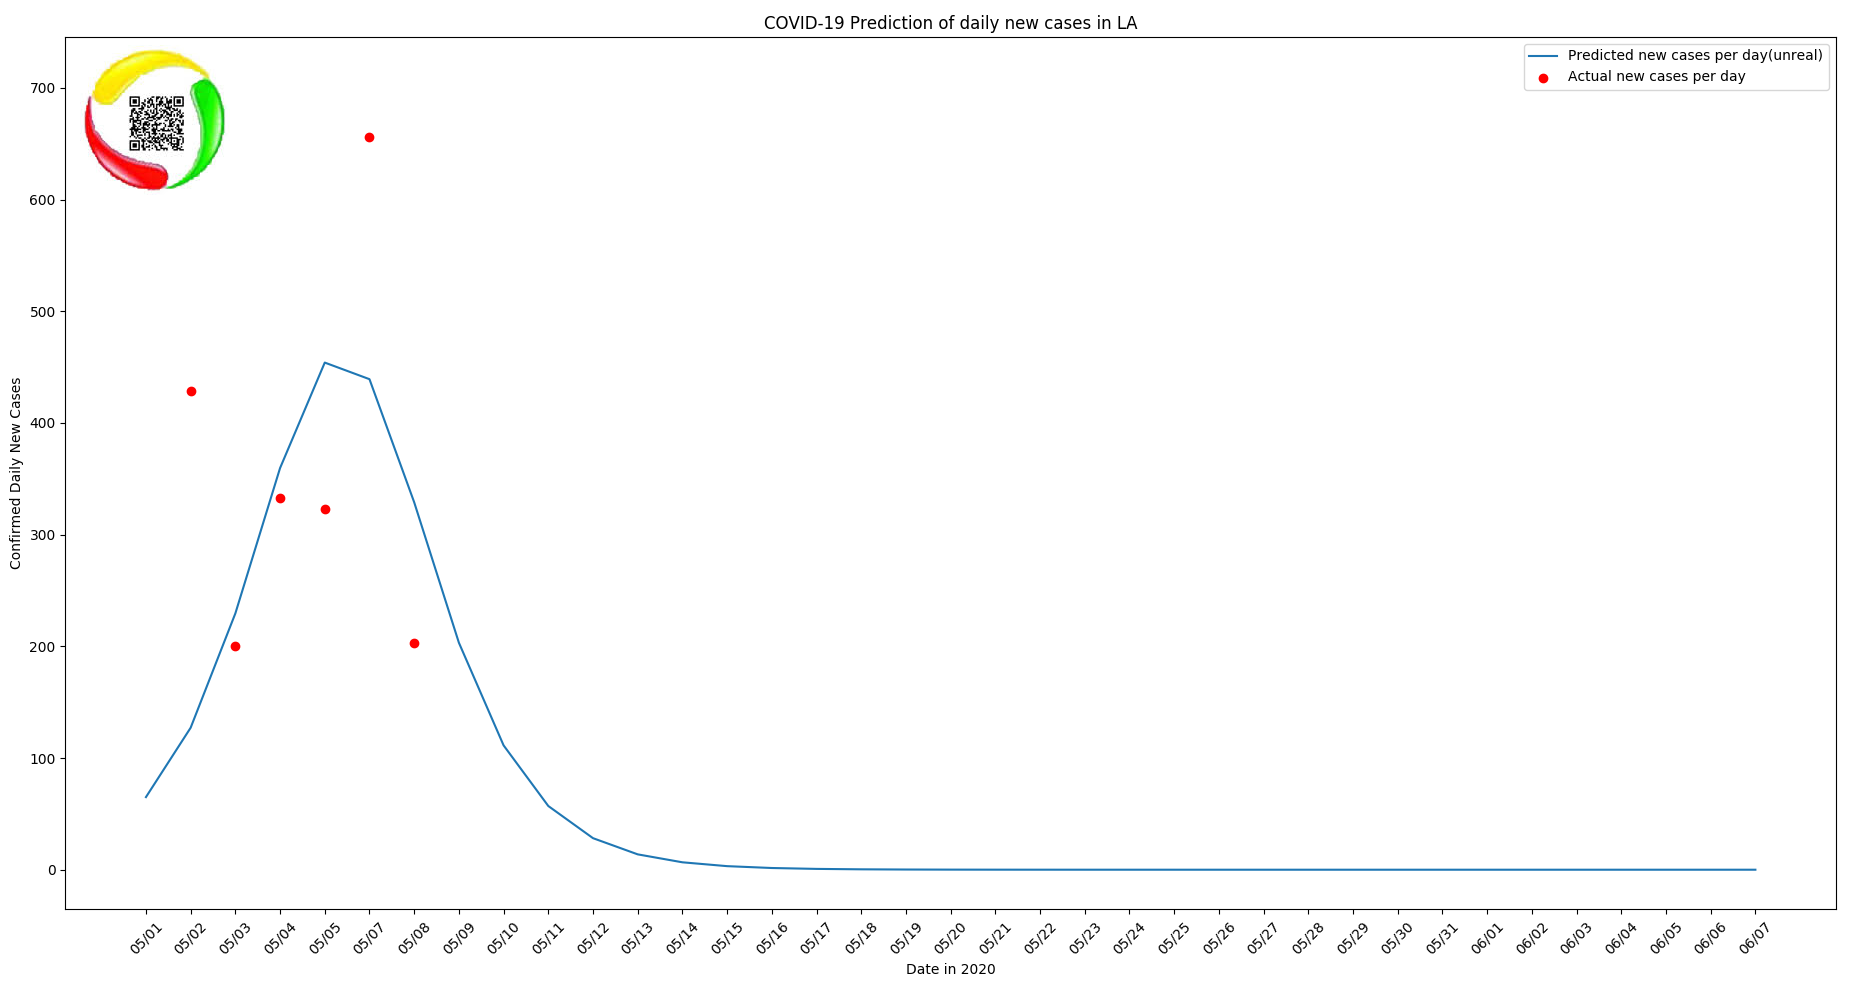 COVID-19 Prediction of daily new cases in LA
Predicted new cases per day(unreal)
Actual new cases per day
Confirmed Daily New Cases
700
600
500
400
300
200
100
0
05/01 05/02 05/03 05/04 05/05 05/07 05/08 05/09 05/10 05/11 05/12 05/13 05/14 05/15 05/16 05/17 05/18 05/19 05/20 05/21 05/22 05/23 05/24 05/25 05/26 05/27 05/28 05/29 05/30 05/31 06/01 06/02 06/03 06/04 06/05 06/06 06/07
Date in 2020